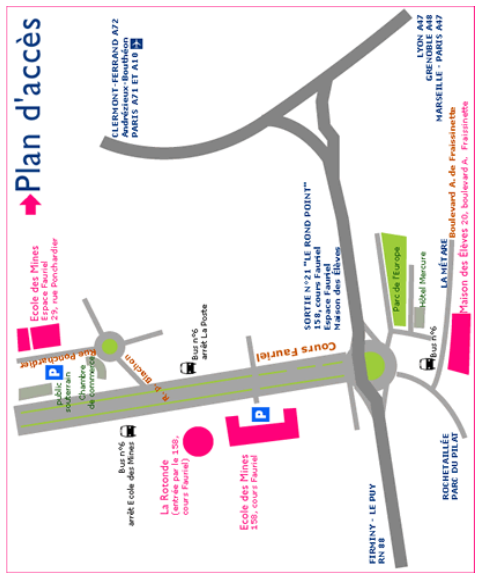 Plan d'accès
CLERMONT-FERRAND A72
Andrézieux-Bouthéon
PARIS A71 ET A10
LYON A47
GRENOBLE A48
MARSEILLE - PARIS A47
Ecole des Mines
Espace Fauriel
29, rue Ponchardier
SORTIE N°21 "LE ROND POINT"
158, cours Fauriel
Espace Fauriel
Maison des Élèves
Boulevard A. de Fraissinette
Maison des Élèves 20, boulevard A. Fraissinette
LA MÉTARE
Parc de l'Europe
Hôtel Mercure
Bus n°6
Rue Ponchardier
P
public
souterrain
Chambre
de commerce
R. P. Blachon
Bus n°6
arrêt La Poste
Cours Fauriel
Bus n°6
arrêt Ecole des Mines
La Rotonde
(entrée par le 158,
cours Fauriel)
P
Ecole des Mines
158, cours Fauriel
FIRMINY - LE PUY
RN 88
ROCHETAILLÉE
PARC DU PILAT